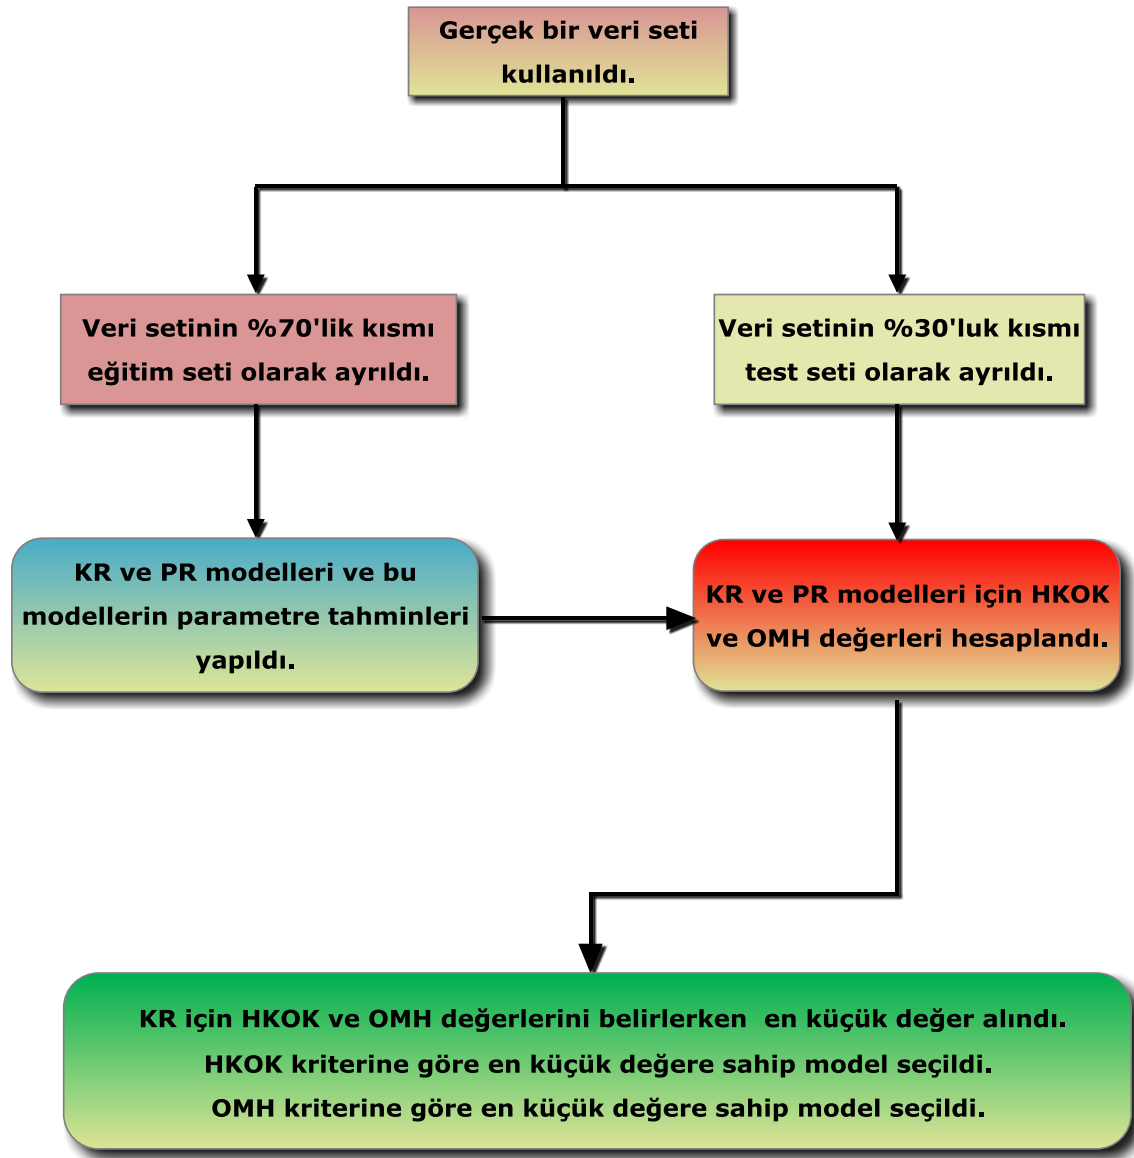 Gerçek bir veri seti
kullanıldı.
Veri setinin %70'lik kısmı
eğitim seti olarak ayrıldı.
Veri setinin %30'luk kısmı
test seti olarak ayrıldı.
KR ve PR modelleri ve bu
modellerin parametre tahminleri
yapıldı.
KR ve PR modelleri için HKOK
ve OMH değerleri hesaplandı.
KR için HKOK ve OMH değerlerini belirlerken  en küçük değer alındı.
HKOK kriterine göre en küçük değere sahip model seçildi.
OMH kriterine göre en küçük değere sahip model seçildi.